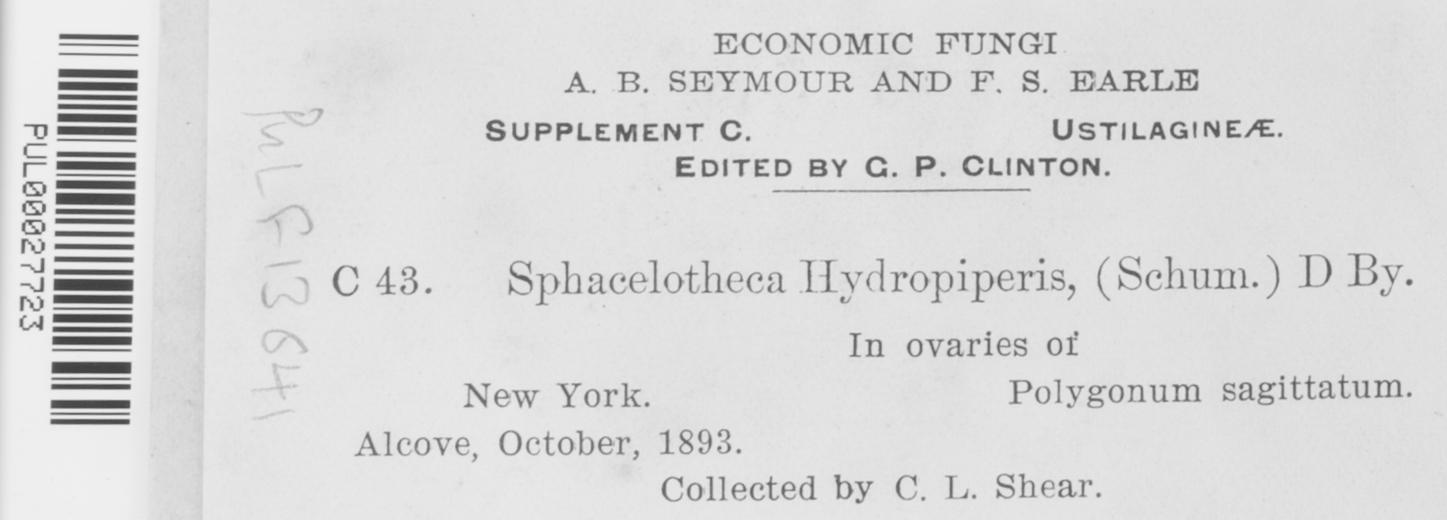 ECONOMIC FUNGI
A. B. SEYMOUR AND F. S. EARLE
SUPPLEMENT C. USTILAGINEÆ.
EDITED BY G. P. CLINTON.
C 43. Sphacelotheca Hydropiperis, (Schum.) D By.
In ovaries of
New York. Polygonum sagittatum.
Alcove, October, 1893.
Collected by C. L. Shear.
PUL00027723
PUL F13641